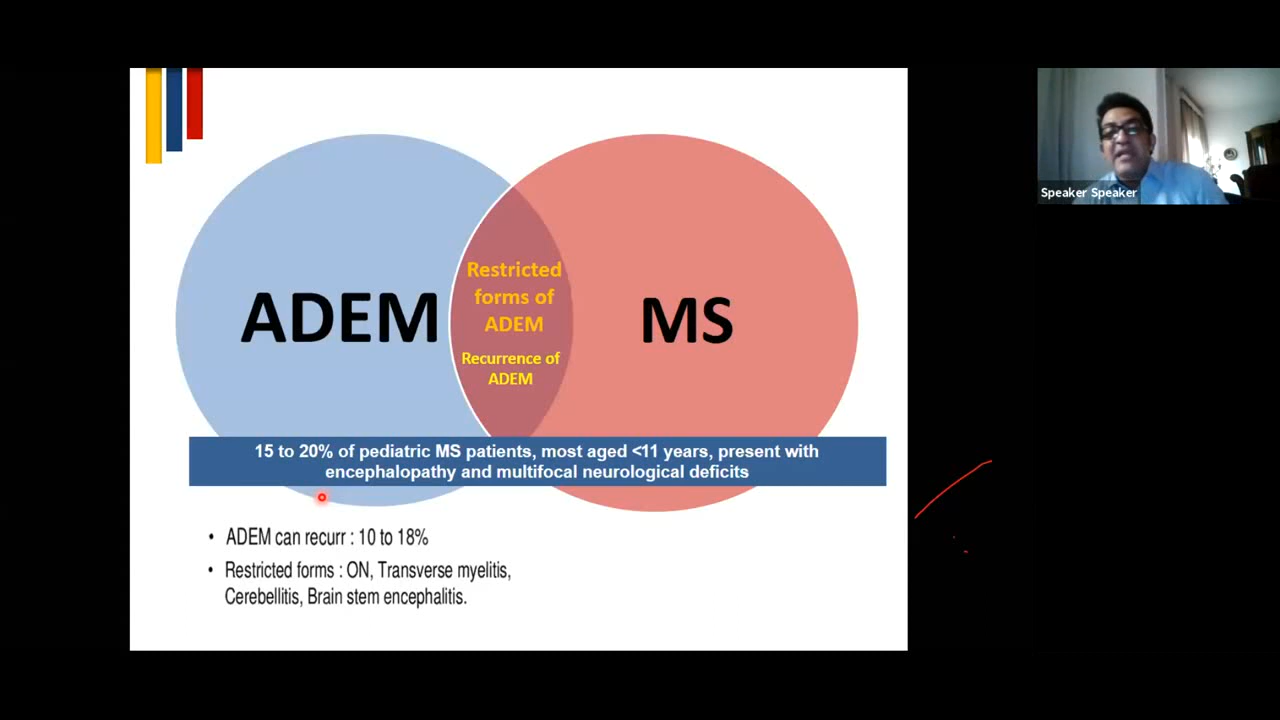 Speaker Speaker
ADEM
Restricted
forms of
ADEM
Recurrence of
ADEM
MS
15 to 20% of pediatric MS patients, most aged <11 years, present with
encephalopathy and multifocal neurological deficits
• ADEM can recurr : 10 to 18%
• Restricted forms : ON, Transverse myelitis,
Cerebellitis, Brain stem encephalitis.